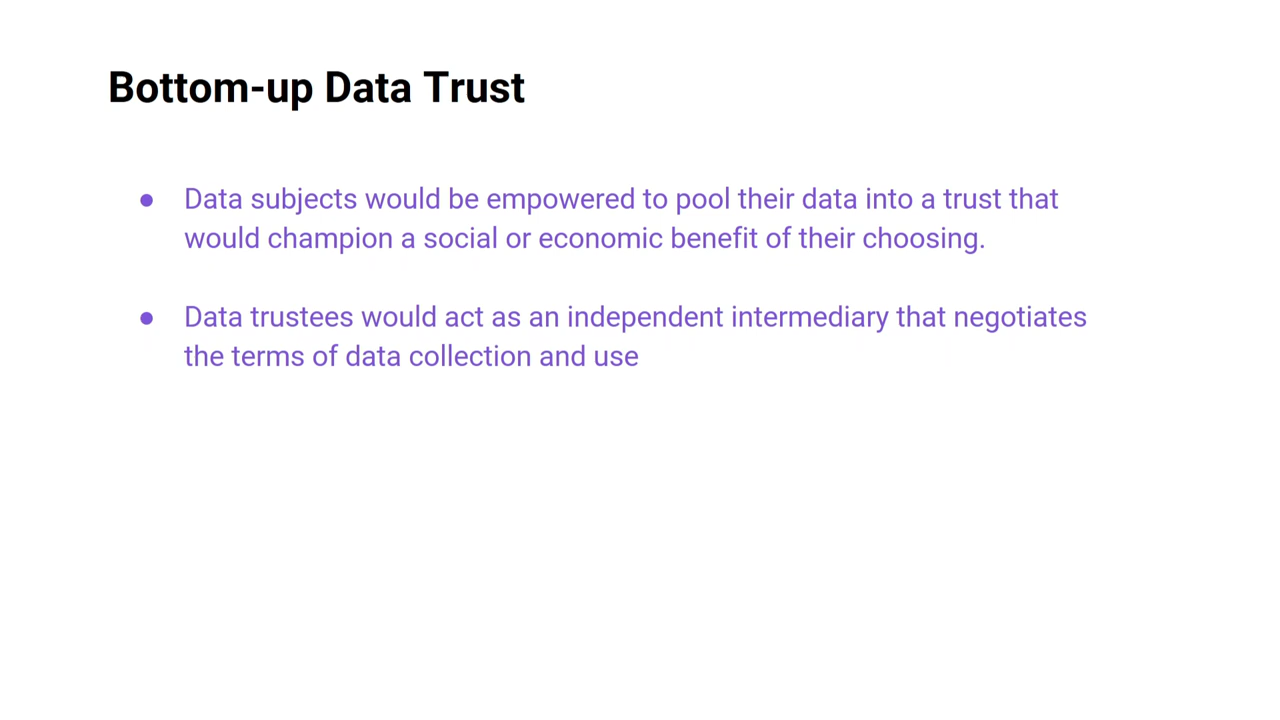 Bottom-up Data Trust
● Data subjects would be empowered to pool their data into a trust that
would champion a social or economic benefit of their choosing.
● Data trustees would act as an independent intermediary that negotiates
the terms of data collection and use